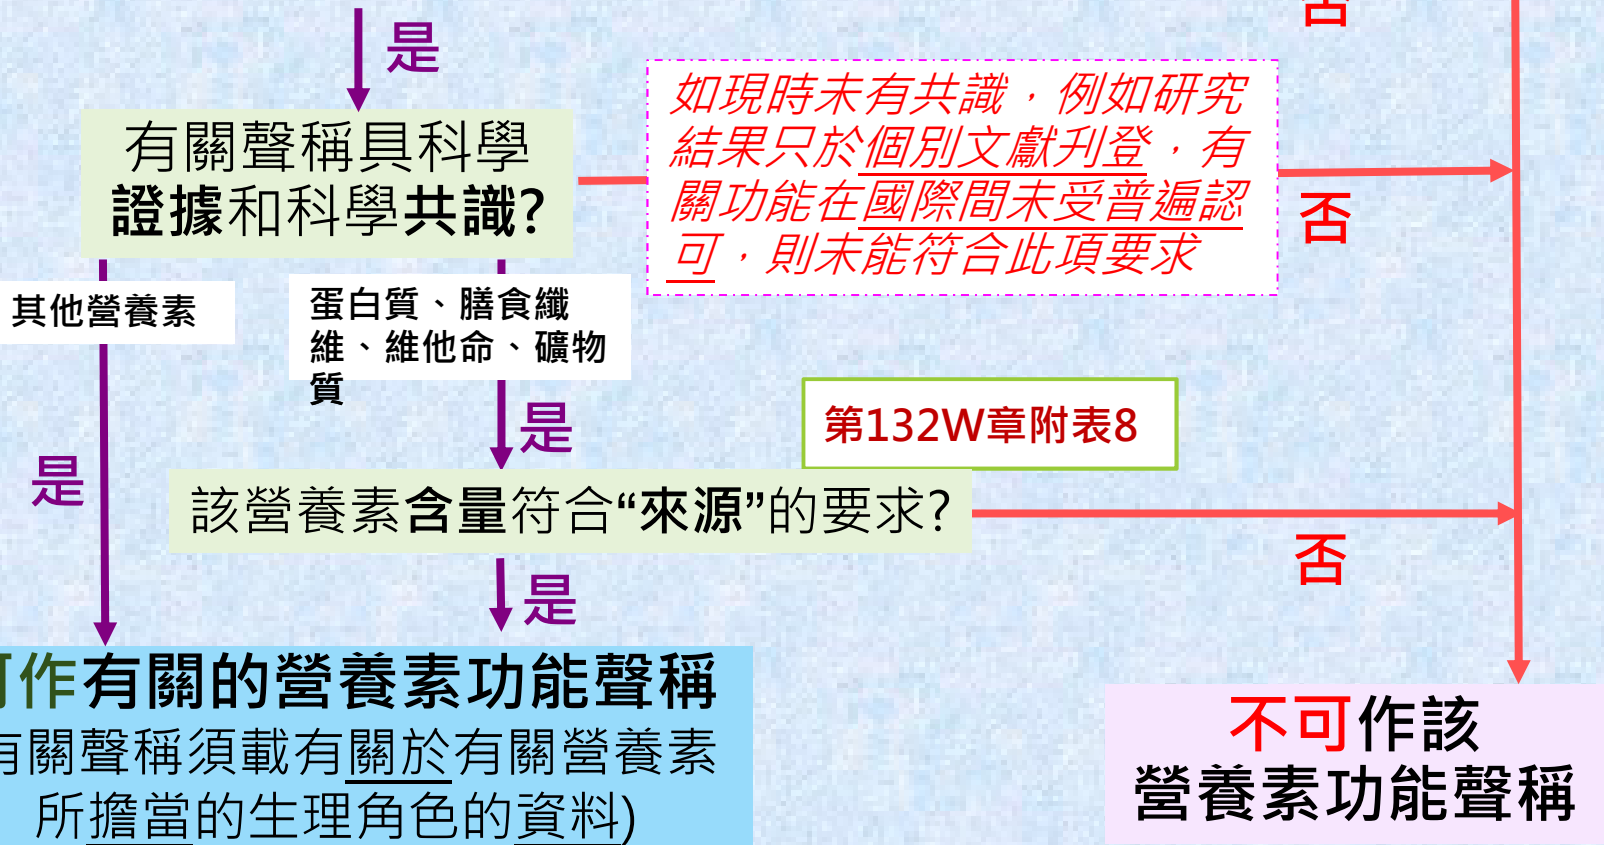 否
是
有關聲稱具科學
證據和科學共識?
如現時未有共識，例如研究
結果只於個別文獻刋登，有
關功能在國際間未受普遍認
可，則未能符合此項要求
否
其他營養素
蛋白質、膳食纖
維、維他命、礦物
質
是
第132W章附表8
是
該營養素含量符合“來源”的要求?
否
是
可作有關的營養素功能聲稱
有關聲稱須載有關於有關營養素
所擔當的生理角色的資料)
不可作該
營養素功能聲稱